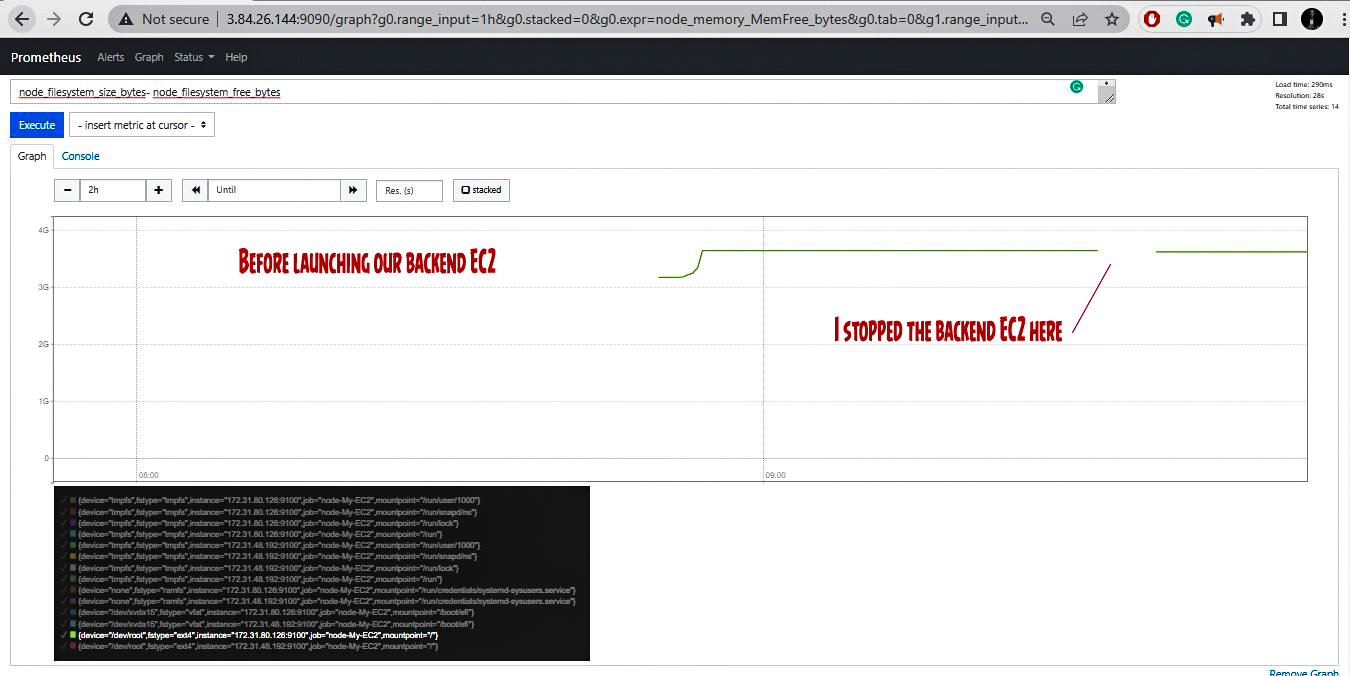 Not secure | 3.84.26.144:9090/graph?g0.range_input=1h&g0.stacked=0&g0.expr=node_memory_MemFree_bytes&g0.tab=0&g1.range_input...
Prometheus Alerts Graph Status Help
node_filesystem_size_bytes- node_filesystem_free_bytes
Load time: 290ms
Resolution: 28s
Total time series: 14
Execute - insert metric at cursor -
Graph Console
2h Until Res. (s) stacked
4G
BEFORE LAUNCHING OUR BACKEND EC2
3G
I STOPPED THE BACKEND EC2 HERE
2G
1G
0
08:00 09:00
{device="tmpfs",fstype="tmpfs",instance="172.31.80.126:9100",job="node-My-EC2",mountpoint="/run/user/1000"}
{device="tmpfs",fstype="tmpfs",instance="172.31.80.126:9100",job="node-My-EC2",mountpoint="/run/snapd/ns"}
{device="tmpfs",fstype="tmpfs",instance="172.31.80.126:9100",job="node-My-EC2",mountpoint="/run/lock"}
{device="tmpfs",fstype="tmpfs",instance="172.31.80.126:9100",job="node-My-EC2",mountpoint="/run"}
{device="tmpfs",fstype="tmpfs",instance="172.31.48.192:9100",job="node-My-EC2",mountpoint="/run/user/1000"}
{device="tmpfs",fstype="tmpfs",instance="172.31.48.192:9100",job="node-My-EC2",mountpoint="/run/snapd/ns"}
{device="tmpfs",fstype="tmpfs",instance="172.31.48.192:9100",job="node-My-EC2",mountpoint="/run/lock"}
{device="tmpfs",fstype="tmpfs",instance="172.31.48.192:9100",job="node-My-EC2",mountpoint="/run"}
{device="none",fstype="ramfs",instance="172.31.80.126:9100",job="node-My-EC2",mountpoint="/run/credentials/systemd-sysusers.service"}
{device="none",fstype="ramfs",instance="172.31.48.192:9100",job="node-My-EC2",mountpoint="/run/credentials/systemd-sysusers.service"}
{device="/dev/xvda15",fstype="vfat",instance="172.31.80.126:9100",job="node-My-EC2",mountpoint="/boot/efi"}
{device="/dev/xvda15",fstype="vfat",instance="172.31.48.192:9100",job="node-My-EC2",mountpoint="/boot/efi"}
{device="/dev/root",fstype="ext4",instance="172.31.80.126:9100",job="node-My-EC2",mountpoint="/"}
{device="/dev/root",fstype="ext4",instance="172.31.48.192:9100",job="node-My-EC2",mountpoint="/"}
Remove Graph